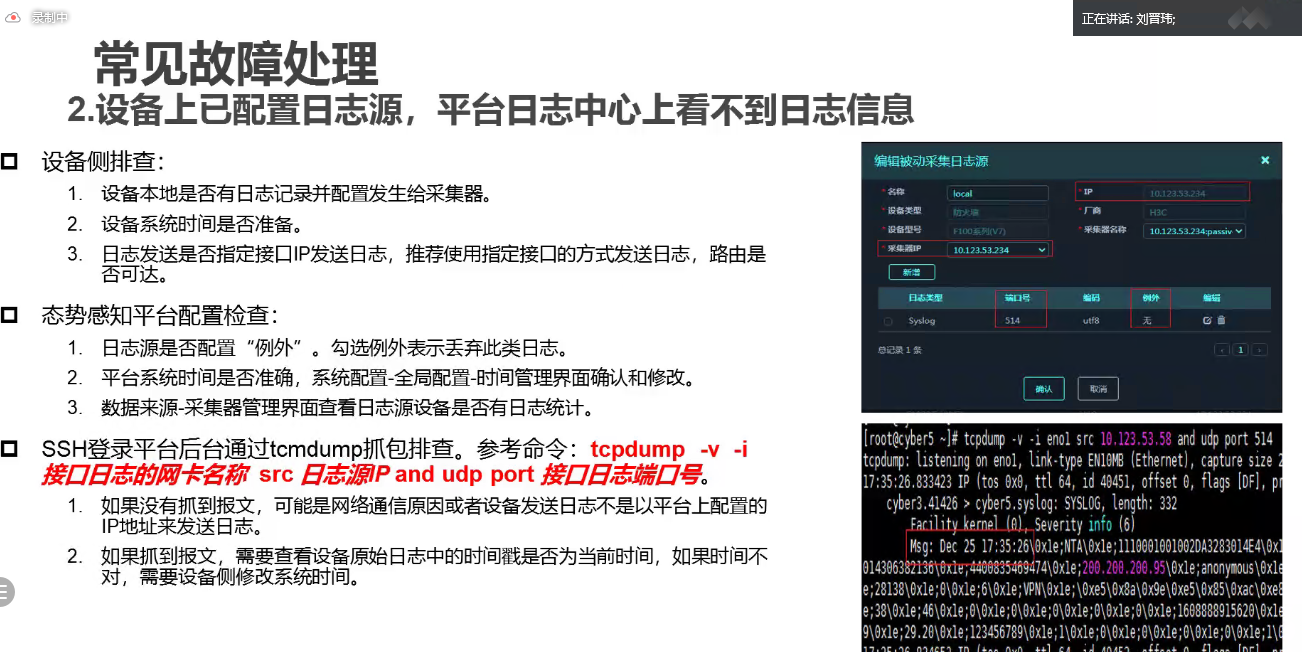 录制中
正在讲话: 刘晋玮;
常见故障处理
2.设备上已配置日志源，平台日志中心上看不到日志信息
设备侧排查：
1. 设备本地是否有日志记录并配置发生给采集器。
2. 设备系统时间是否准备。
3. 日志发送是否指定接口IP发送日志，推荐使用指定接口的方式发送日志，路由是
否可达。
态势感知平台配置检查：
1. 日志源是否配置“例外”。勾选例外表示丢弃此类日志。
2. 平台系统时间是否准确，系统配置-全局配置-时间管理界面确认和修改。
3. 数据来源-采集器管理界面查看日志源设备是否有日志统计。
SSH登录平台后台通过tcmdump抓包排查。参考命令：tcpdump -v -i
接口日志的网卡名称 src 日志源IP and udp port 接口日志端口号。
1. 如果没有抓到报文，可能是网络通信原因或者设备发送日志不是以平台上配置的
IP地址来发送日志。
2. 如果抓到报文，需要查看设备原始日志中的时间戳是否为当前时间，如果时间不
对，需要设备侧修改系统时间。
编辑被动采集日志源 ×
* 名称 local * IP 10.123.53.234
* 设备类型 防火墙 * 厂商 H3C
* 设备型号 F100系列(V7) * 采集器名称 10.123.53.234:passiv
* 采集器IP 10.123.53.234
新增
日志类型 端口号 编码 例外 编辑
Syslog 514 utf8 无
总记录 1 条 ‹ 1 ›
确认 取消
[root@cyber5 ~]# tcpdump -v -i eno1 src 10.123.53.58 and udp port 514
tcpdump: listening on eno1, link-type EN10MB (Ethernet), capture size 2
17:35:26.833423 IP (tos 0x0, ttl 64, id 40451, offset 0, flags [DF], pr
cyber3.41426 > cyber5.syslog: SYSLOG, length: 332
Facility kernel (0), Severity info (6)
Msg: Dec 25 17:35:26\0x1e;NTA\0x1e;1110001001002DA3283014E4\0x1
014306382136\0x1e;4400835469474\0x1e;200.200.200.95\0x1e;anonymous\0x1e
e;28138\0x1e;0\0x1e;6\0x1e;VPN\0x1e;\0xe5\0x8a\0x9e\0xe5\0x85\0xac\0xe8
e;38\0x1e;46\0x1e;0\0x1e;0\0x1e;0\0x1e;0\0x1e;0\0x1e;1608888915620\0x1e
9\0x1e;29.20\0x1e;123456789\0x1e;1\0x1e;0\0x1e;0\0x1e;0\0x1e;0\0x1e;1\0